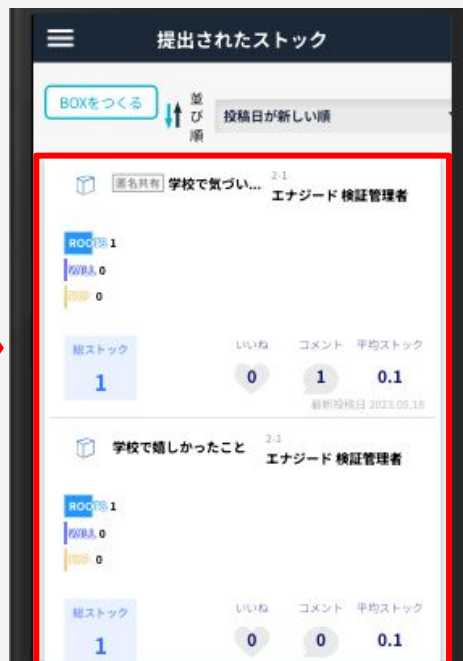 提出されたストック
BOXをつくる
並び順
投稿日が新しい順
匿名共有 学校で気づい... 2-1
エナジード 検証管理者
ROOTS 1
0
0
総ストック いいね コメント 平均ストック
1 0 1 0.1
最新投稿日 2023.05.18
学校で嬉しかったこと 2-1
エナジード 検証管理者
ROOTS 1
0
0
総ストック いいね コメント 平均ストック
1 0 0 0.1